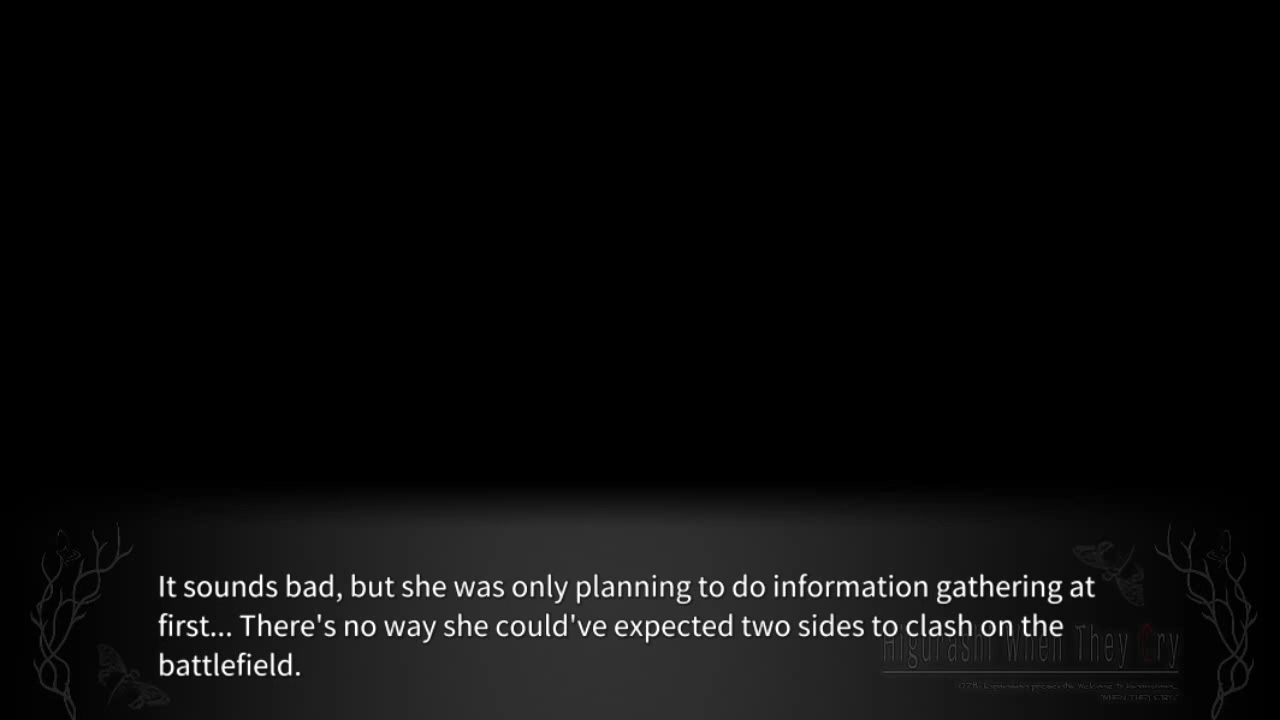 It sounds bad, but she was only planning to do information gathering at
first... There's no way she could've expected two sides to clash on the
battlefield.
Higurashi When They Cry